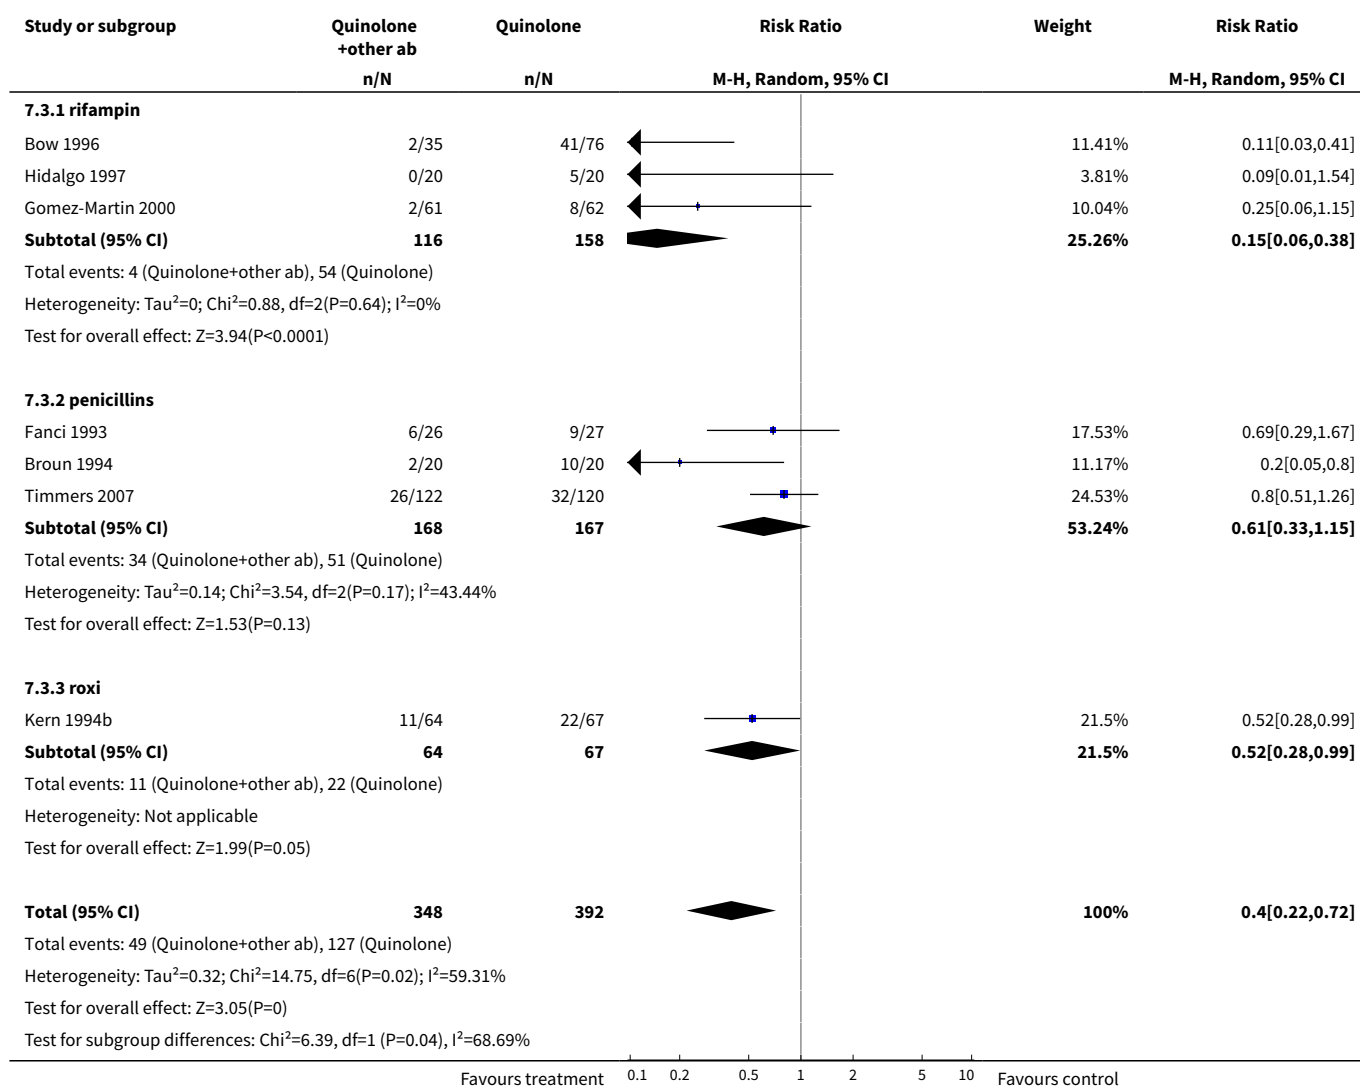 Study or subgroup Quinolone +other ab Quinolone Risk Ratio Weight Risk Ratio
n/N n/N M-H, Random, 95% CI M-H, Random, 95% CI
7.3.1 rifampin
Bow 1996 2/35 41/76 11.41% 0.11[0.03,0.41]
Hidalgo 1997 0/20 5/20 3.81% 0.09[0.01,1.54]
Gomez-Martin 2000 2/61 8/62 10.04% 0.25[0.06,1.15]
Subtotal (95% CI) 116 158 25.26% 0.15[0.06,0.38]
Total events: 4 (Quinolone+other ab), 54 (Quinolone)
Heterogeneity: Tau²=0; Chi²=0.88, df=2(P=0.64); I²=0%
Test for overall effect: Z=3.94(P<0.0001)
7.3.2 penicillins
Fanci 1993 6/26 9/27 17.53% 0.69[0.29,1.67]
Broun 1994 2/20 10/20 11.17% 0.2[0.05,0.8]
Timmers 2007 26/122 32/120 24.53% 0.8[0.51,1.26]
Subtotal (95% CI) 168 167 53.24% 0.61[0.33,1.15]
Total events: 34 (Quinolone+other ab), 51 (Quinolone)
Heterogeneity: Tau²=0.14; Chi²=3.54, df=2(P=0.17); I²=43.44%
Test for overall effect: Z=1.53(P=0.13)
7.3.3 roxi
Kern 1994b 11/64 22/67 21.5% 0.52[0.28,0.99]
Subtotal (95% CI) 64 67 21.5% 0.52[0.28,0.99]
Total events: 11 (Quinolone+other ab), 22 (Quinolone)
Heterogeneity: Not applicable
Test for overall effect: Z=1.99(P=0.05)
Total (95% CI) 348 392 100% 0.4[0.22,0.72]
Total events: 49 (Quinolone+other ab), 127 (Quinolone)
Heterogeneity: Tau²=0.32; Chi²=14.75, df=6(P=0.02); I²=59.31%
Test for overall effect: Z=3.05(P=0)
Test for subgroup differences: Chi²=6.39, df=1 (P=0.04), I²=68.69%
Favours treatment 0.1 0.2 0.5 1 2 5 10 Favours control